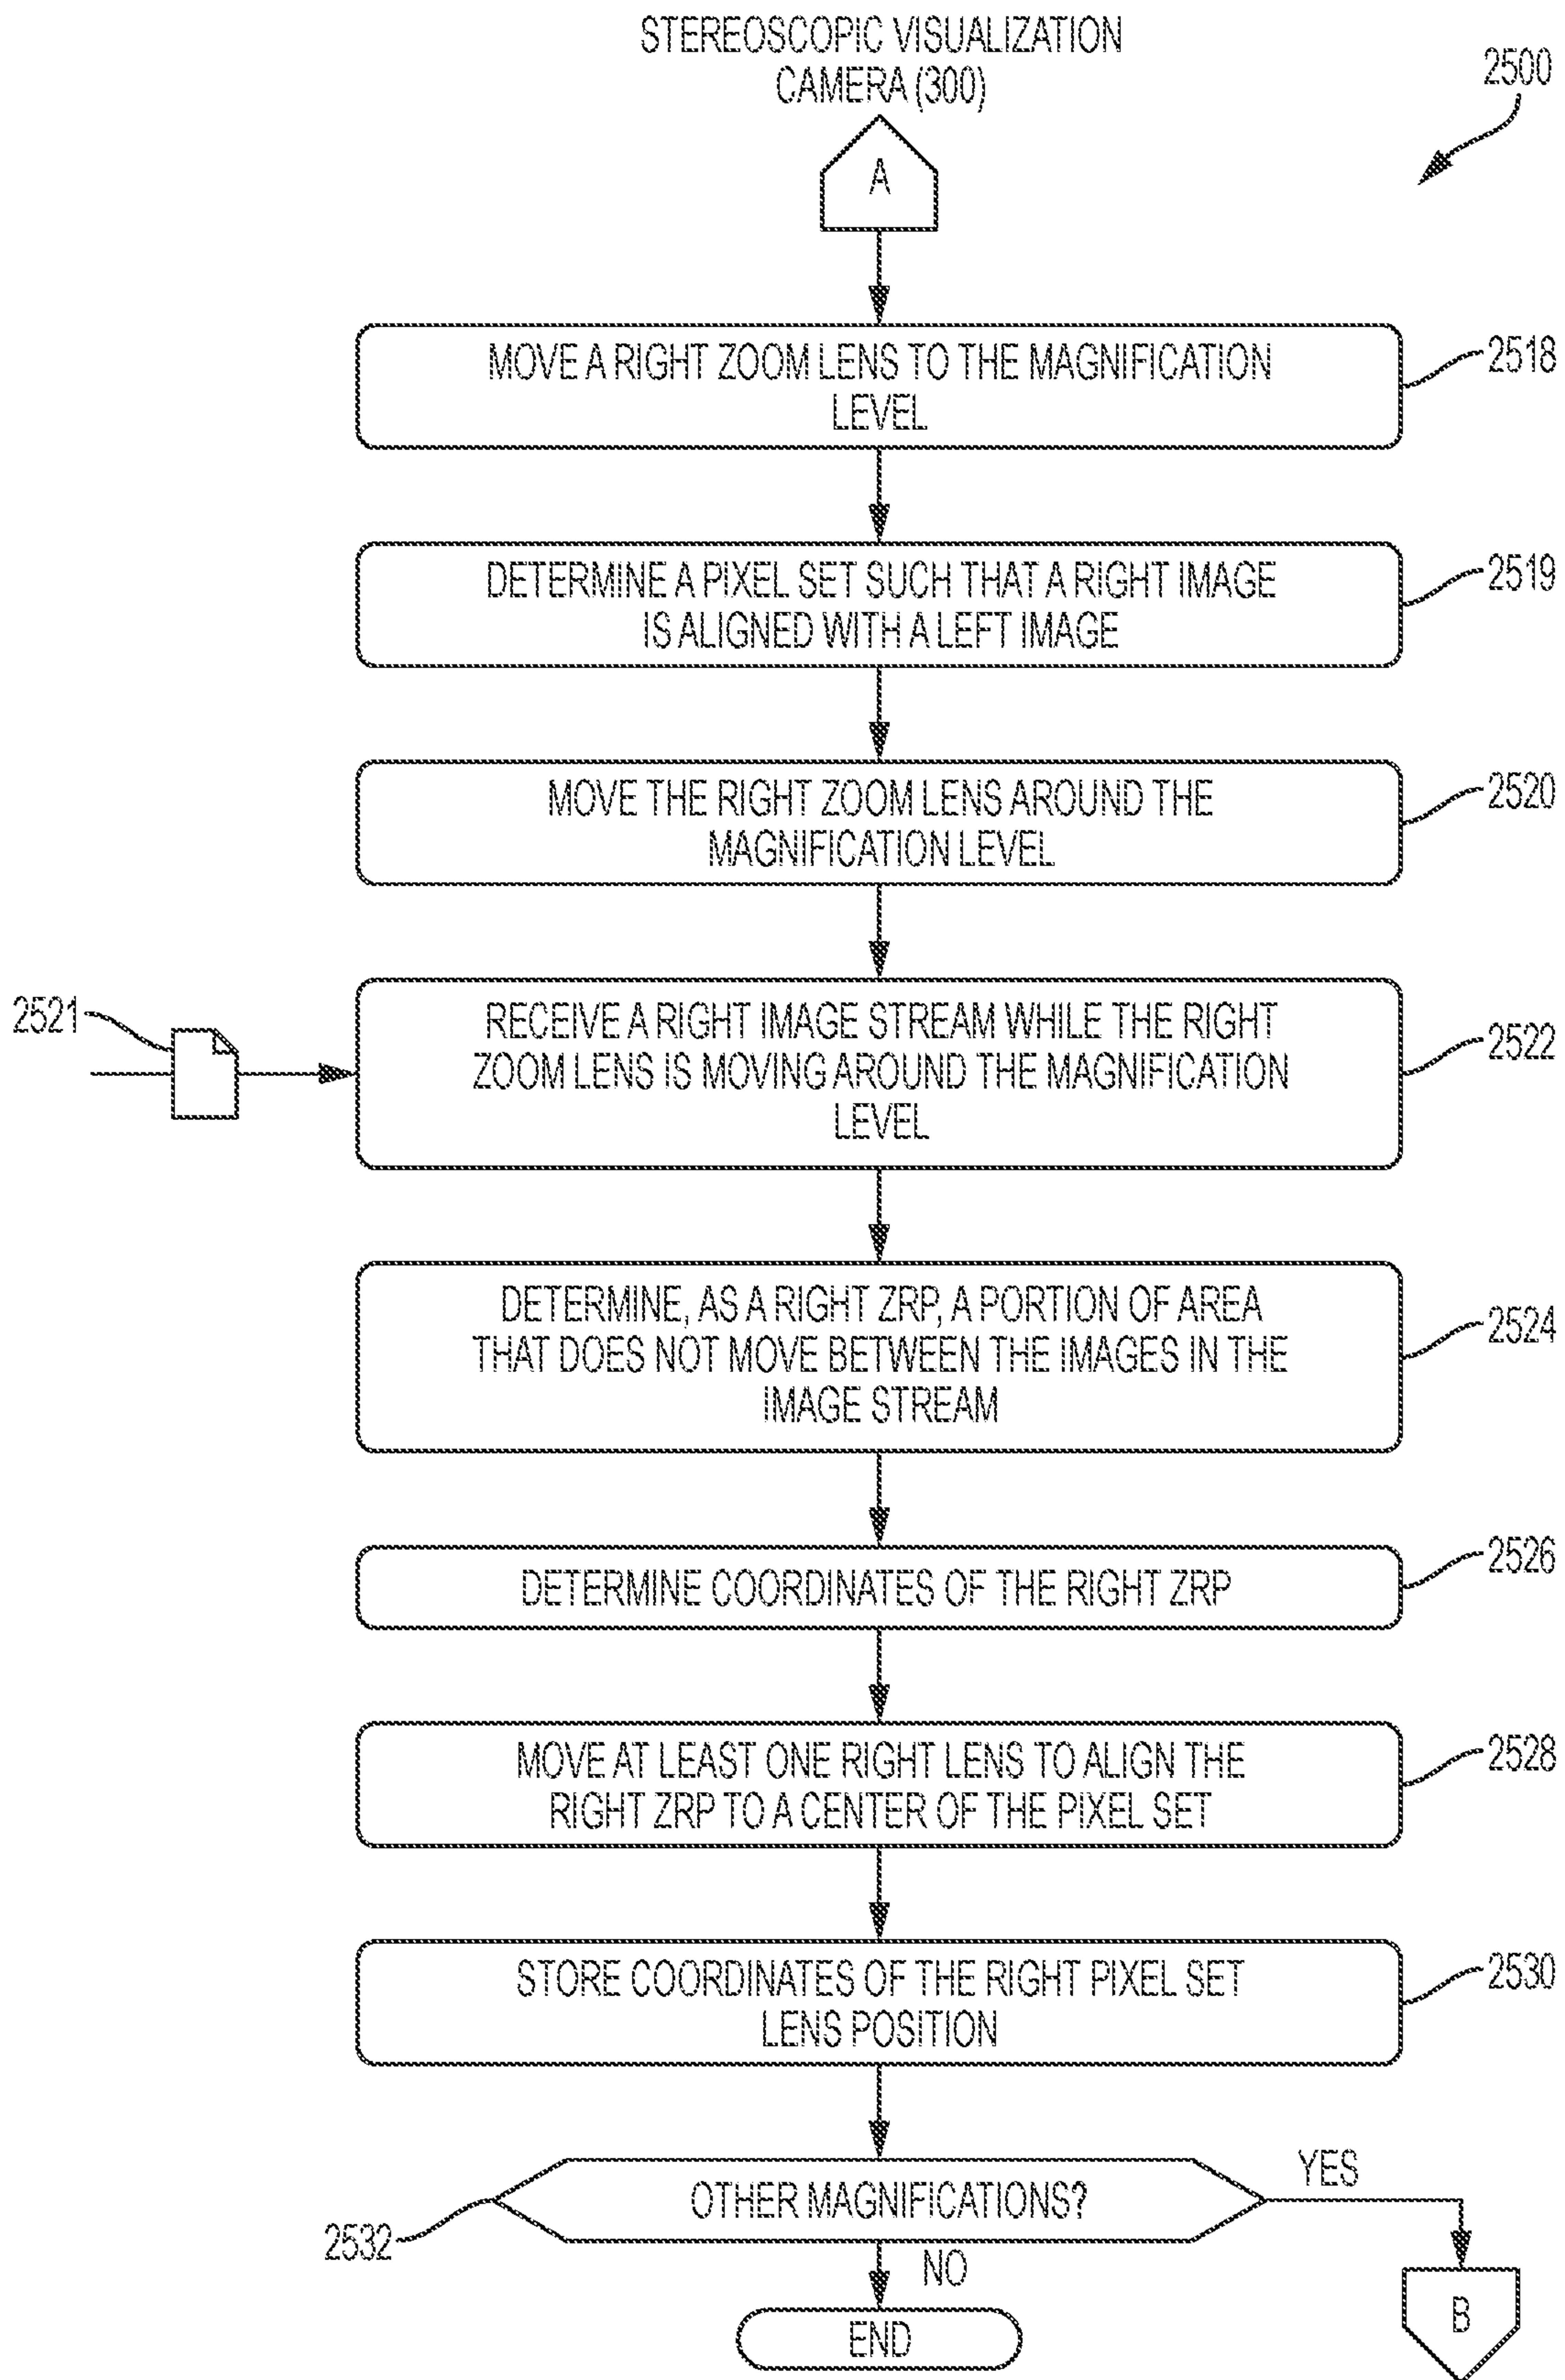 STEREOSCOPIC VISUALIZATION
CAMERA (300)
2500
A
MOVE A RIGHT ZOOM LENS TO THE MAGNIFICATION
LEVEL
2518
DETERMINE A PIXEL SET SUCH THAT A RIGHT IMAGE
IS ALIGNED WITH A LEFT IMAGE
2519
MOVE THE RIGHT ZOOM LENS AROUND THE
MAGNIFICATION LEVEL
2520
2521
RECEIVE A RIGHT IMAGE STREAM WHILE THE RIGHT
ZOOM LENS IS MOVING AROUND THE MAGNIFICATION
LEVEL
2522
DETERMINE, AS A RIGHT ZRP, A PORTION OF AREA
THAT DOES NOT MOVE BETWEEN THE IMAGES IN THE
IMAGE STREAM
2524
DETERMINE COORDINATES OF THE RIGHT ZRP
2526
MOVE AT LEAST ONE RIGHT LENS TO ALIGN THE
RIGHT ZRP TO A CENTER OF THE PIXEL SET
2528
STORE COORDINATES OF THE RIGHT PIXEL SET
LENS POSITION
2530
OTHER MAGNIFICATIONS?
YES
2532
NO
B
END